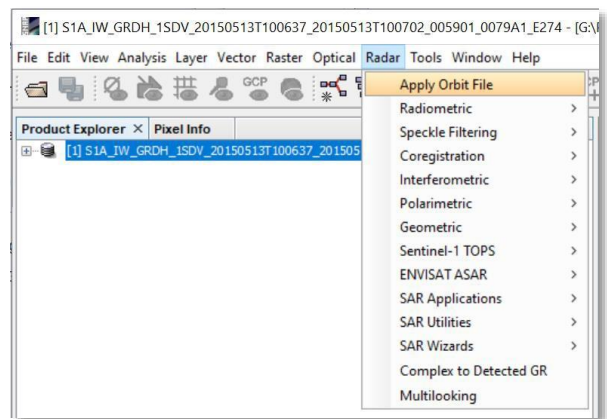 [1] S1A_IW_GRDH_1SDV_20150513T100637_20150513T100702_005901_0079A1_E274 - [G:\
File Edit View Analysis Layer Vector Raster Optical Radar Tools Window Help
GCP
Apply Orbit File
Radiometric
Product Explorer × Pixel Info
Speckle Filtering
[1] S1A_IW_GRDH_1SDV_20150513T100637_201505
Coregistration
Interferometric
Polarimetric
Geometric
Sentinel-1 TOPS
ENVISAT ASAR
SAR Applications
SAR Utilities
SAR Wizards
Complex to Detected GR
Multilooking